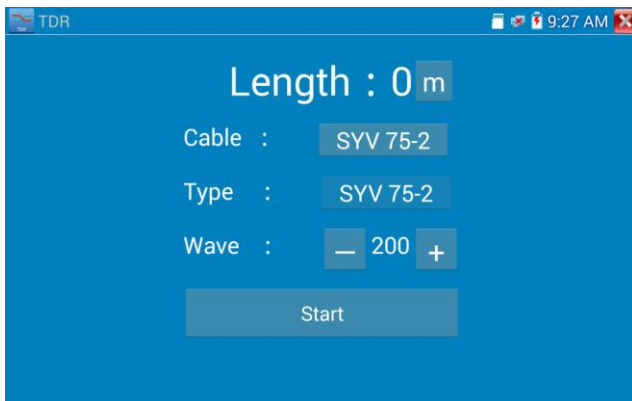 TDR 9:27 AM
Length : 0 m
Cable : SYV 75-2
Type : SYV 75-2
Wave : — 200 +
Start